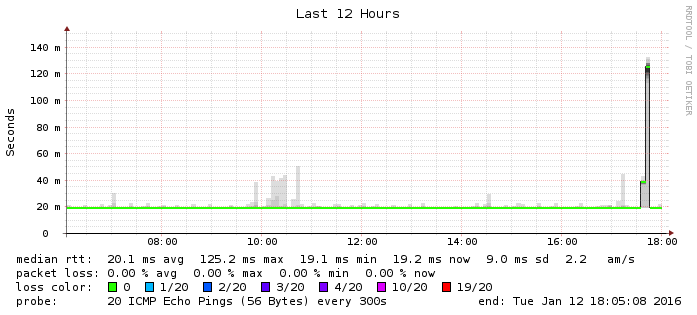 Last 12 Hours
RRDTOOL / TOBI OETIKER
Seconds
140 m
120 m
100 m
80 m
60 m
40 m
20 m
0
08:00 10:00 12:00 14:00 16:00 18:00
median rtt: 20.1 ms avg 125.2 ms max 19.1 ms min 19.2 ms now 9.0 ms sd 2.2 am/s
packet loss: 0.00 % avg 0.00 % max 0.00 % min 0.00 % now
loss color: 0 1/20 2/20 3/20 4/20 10/20 19/20
probe: 20 ICMP Echo Pings (56 Bytes) every 300s end: Tue Jan 12 18:05:08 2016